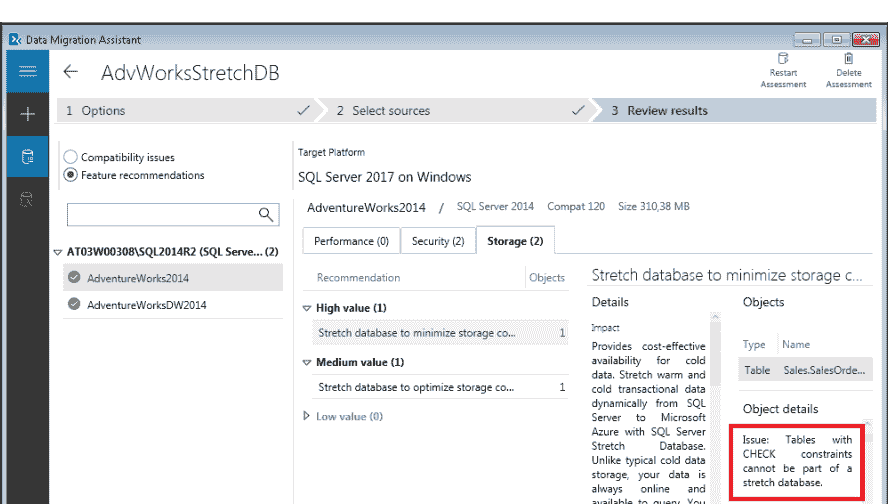 Data Migration Assistant
AdvWorksStretchDB
Restart Assessment
Delete Assessment
1 Options
2 Select sources
3 Review results
Compatibility issues
Feature recommendations
AT03W00308\SQL2014R2 (SQL Serve... (2)
AdventureWorks2014
AdventureWorksDW2014
Target Platform
SQL Server 2017 on Windows
AdventureWorks2014 / SQL Server 2014 Compat 120 Size 310,38 MB
Performance (0)
Security (2)
Storage (2)
Recommendation
Objects
High value (1)
Stretch database to minimize storage co... 1
Medium value (1)
Stretch database to optimize storage co... 1
Low value (0)
Stretch database to minimize storage c...
Details
Impact
Provides cost-effective
availability for cold
data. Stretch warm and
cold transactional data
dynamically from SQL
Server to Microsoft
Azure with SQL Server
Stretch Database.
Unlike typical cold data
storage, your data is
always online and
available to query. You
Objects
Type Name
Table Sales.SalesOrde...
Object details
Issue: Tables with
CHECK constraints
cannot be part of a
stretch database.